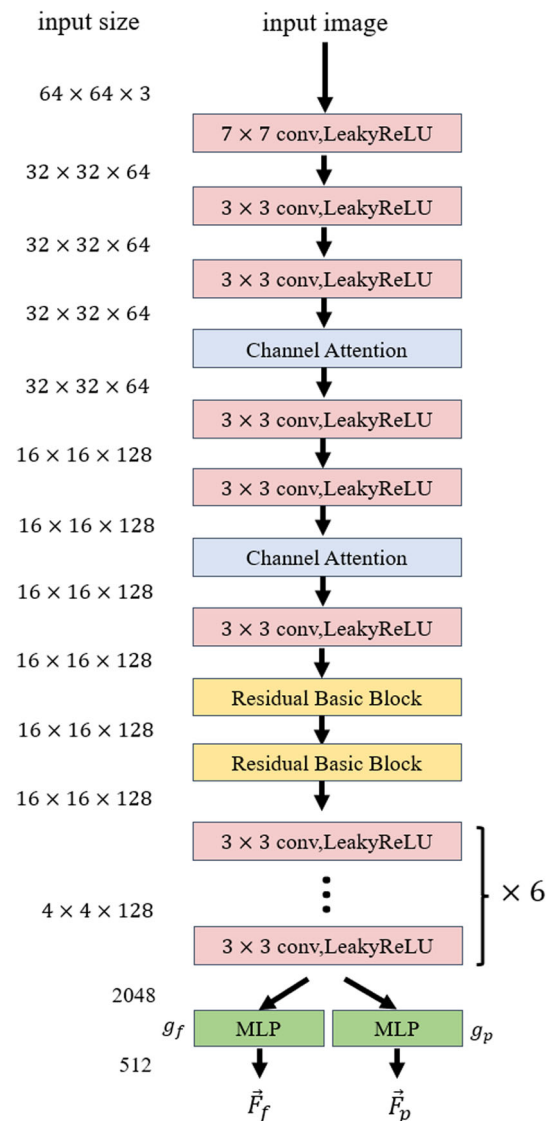 input size input image
64 × 64 × 3
7 × 7 conv,LeakyReLU
32 × 32 × 64
3 × 3 conv,LeakyReLU
32 × 32 × 64
3 × 3 conv,LeakyReLU
32 × 32 × 64
Channel Attention
32 × 32 × 64
3 × 3 conv,LeakyReLU
16 × 16 × 128
3 × 3 conv,LeakyReLU
16 × 16 × 128
Channel Attention
16 × 16 × 128
3 × 3 conv,LeakyReLU
16 × 16 × 128
Residual Basic Block
16 × 16 × 128
Residual Basic Block
16 × 16 × 128
3 × 3 conv,LeakyReLU
× 6
4 × 4 × 128
3 × 3 conv,LeakyReLU
2048
g_f MLP MLP g_p
512
F⃗_f F⃗_p